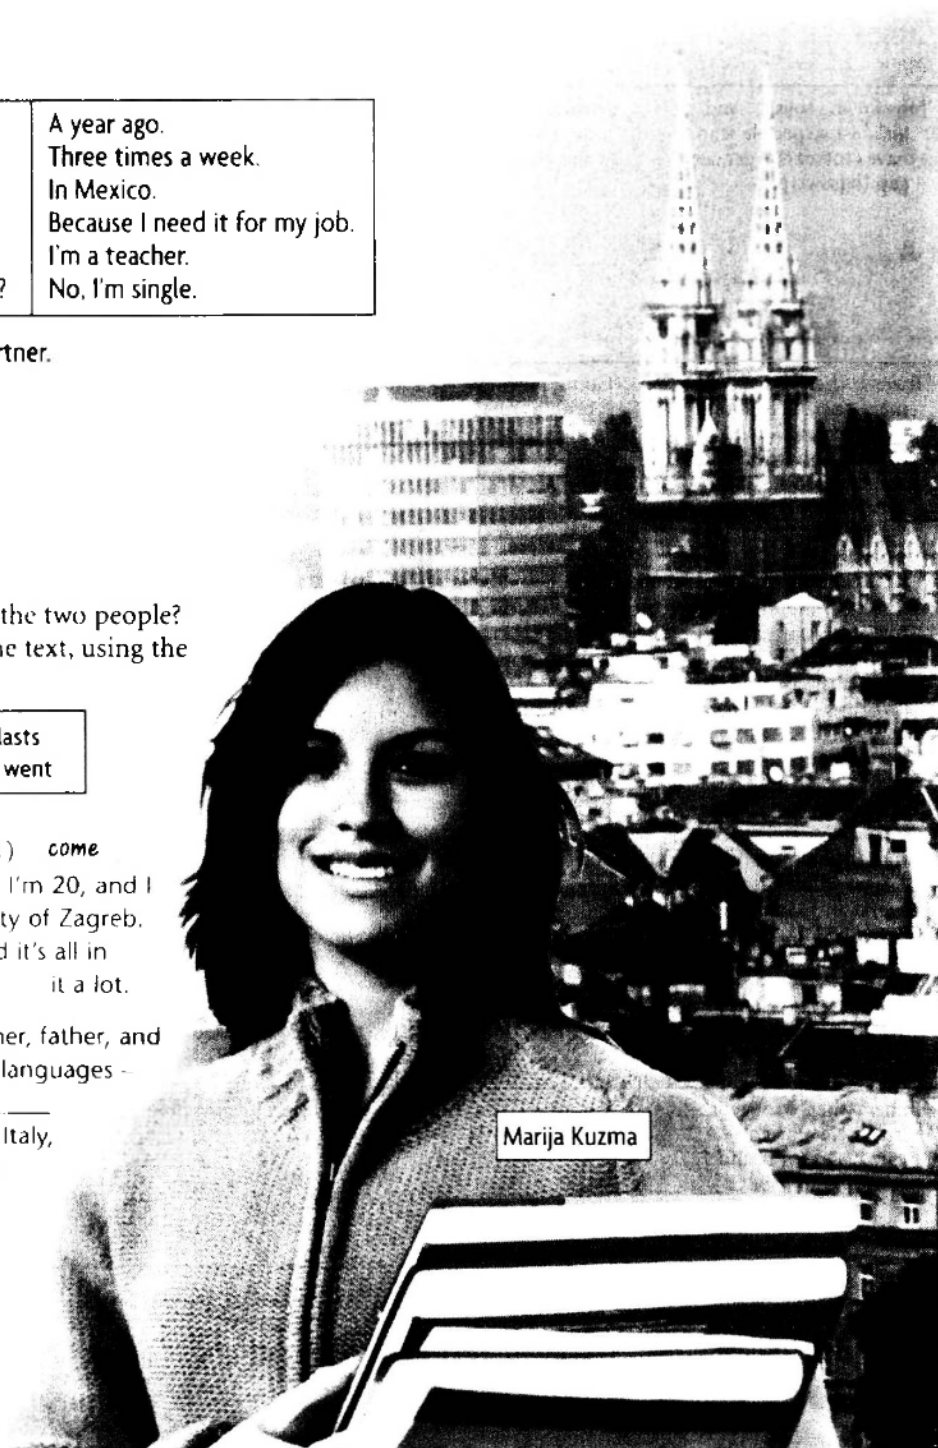 A year ago.
Three times a week.
In Mexico.
Because I need it for my job.
I'm a teacher.
? No, I'm single.
rtner.
the two people?
e text, using the
lasts
went
.) come
I'm 20, and I
ty of Zagreb.
d it's all in
it a lot.
her, father, and
languages –
Italy,
Marija Kuzma